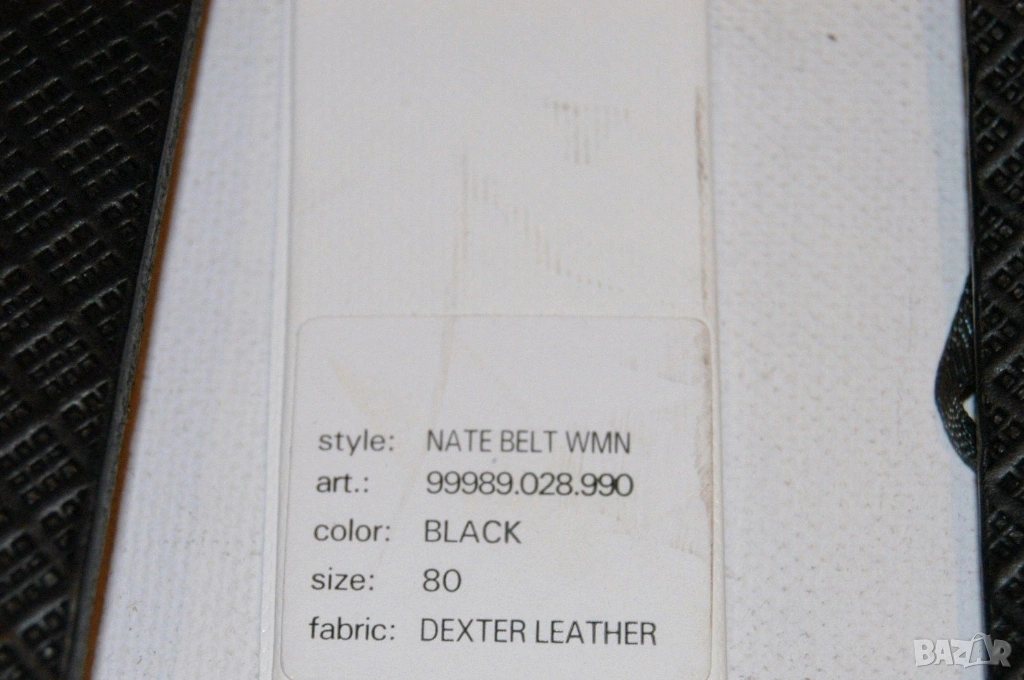 style: NATE BELT WMN
art.: 99989.028.990
color: BLACK
size: 80
fabric: DEXTER LEATHER
BAZAR